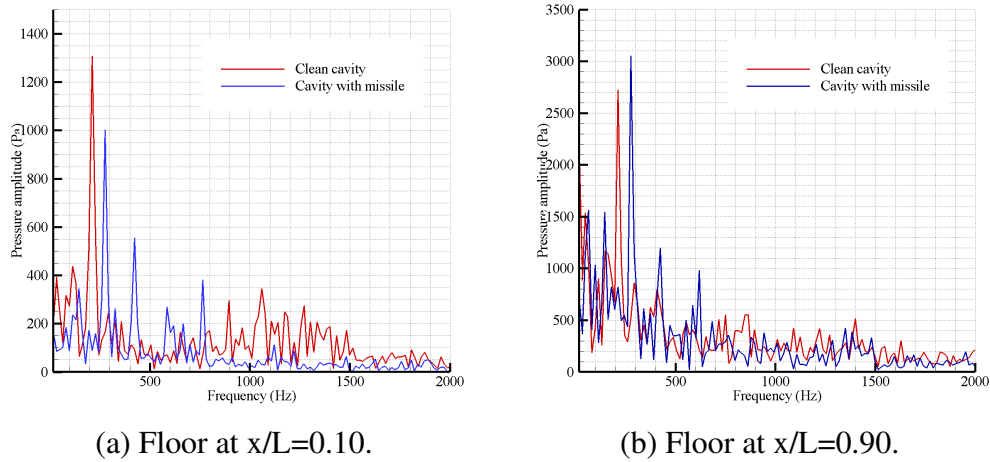 1400
1200
1000
800
600
400
200
0
Pressure amplitude (Pa)
Clean cavity
Cavity with missile
500 1000 1500 2000
Frequency (Hz)
(a) Floor at x/L=0.10.
3500
3000
2500
2000
1500
1000
500
0
Pressure amplitude (Pa)
Clean cavity
Cavity with missile
500 1000 1500 2000
Frequency (Hz)
(b) Floor at x/L=0.90.